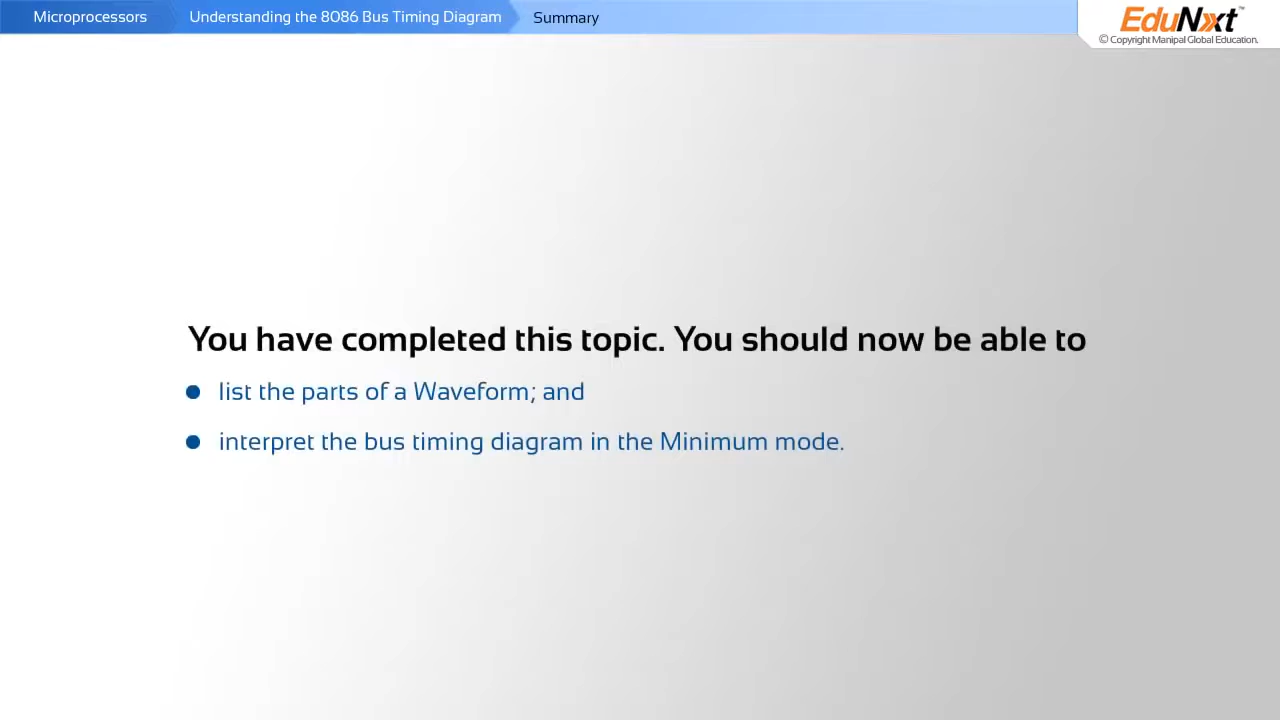 Microprocessors
Understanding the 8086 Bus Timing Diagram
Summary
EduNxt™
© Copyright Manipal Global Education.
You have completed this topic. You should now be able to
● list the parts of a Waveform; and
● interpret the bus timing diagram in the Minimum mode.